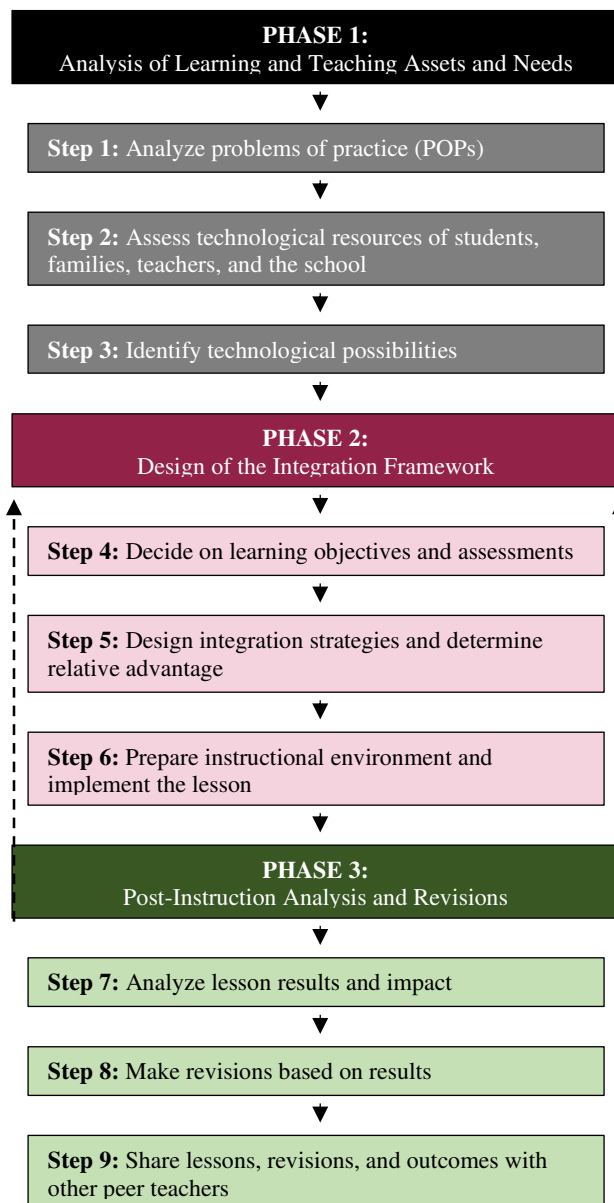 PHASE 1:
Analysis of Learning and Teaching Assets and Needs
Step 1: Analyze problems of practice (POPs)
Step 2: Assess technological resources of students,
families, teachers, and the school
Step 3: Identify technological possibilities
PHASE 2:
Design of the Integration Framework
Step 4: Decide on learning objectives and assessments
Step 5: Design integration strategies and determine
relative advantage
Step 6: Prepare instructional environment and
implement the lesson
PHASE 3:
Post-Instruction Analysis and Revisions
Step 7: Analyze lesson results and impact
Step 8: Make revisions based on results
Step 9: Share lessons, revisions, and outcomes with
other peer teachers